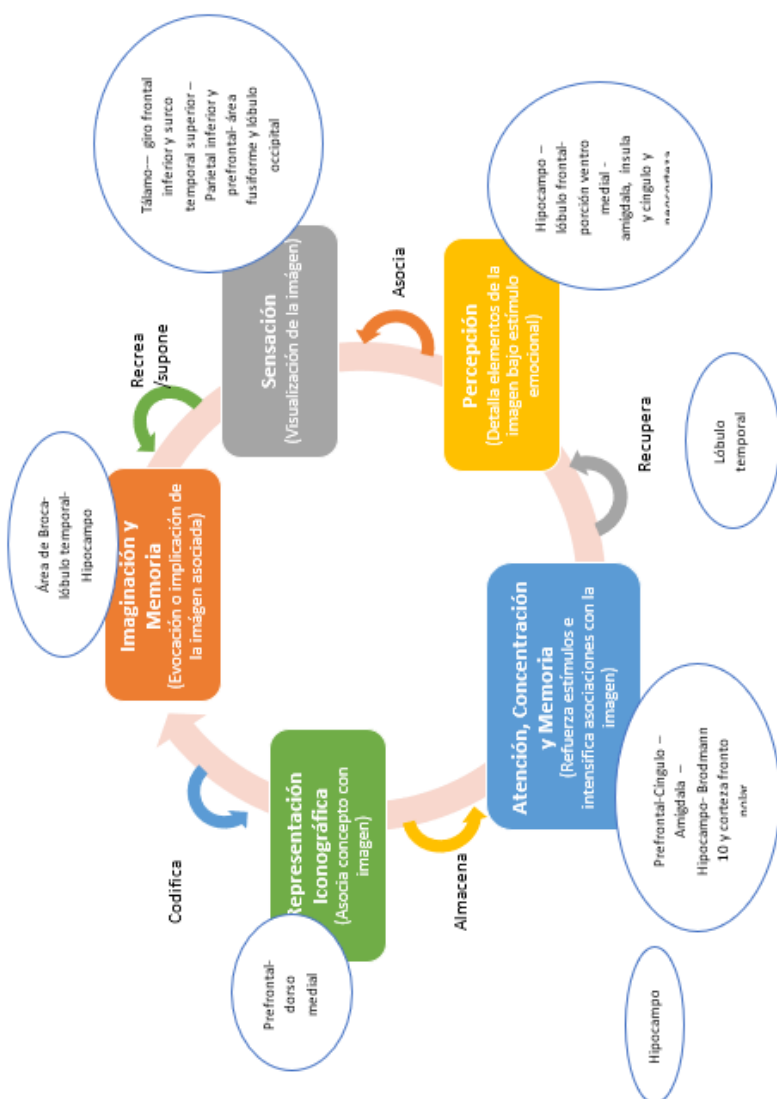 Área de Broca-
lóbulo temporal-
Hipocampo
Imaginación y
Memoria
(Evocación o implicación de
la imágen asociada)
Recrea
/supone
Tálamo--- giro frontal
inferior y surco
temporal superior –
Parietal inferior y
prefrontal- área
fusiforme y lóbulo
occipital
Sensación
(Visualización de la imágen)
Codifica
Prefrontal-
dorso
medial
Representación
Iconográfica
(Asocia concepto con
imagen)
Asocia
Almacena
Percepción
(Detalla elementos de la
imagen bajo estímulo
emocional)
Hipocampo –
lóbulo frontal-
porción ventro
medial -
amígdala, ínsula
y cíngulo y
Atención, Concentración
y Memoria
(Refuerza estímulos e
intensifica asociaciones con la
imagen)
Recupera
Hipocampo
Prefrontal-Cíngulo –
Amígdala –
Hipocampo- Brodmann
10 y corteza fronto
Lóbulo
temporal